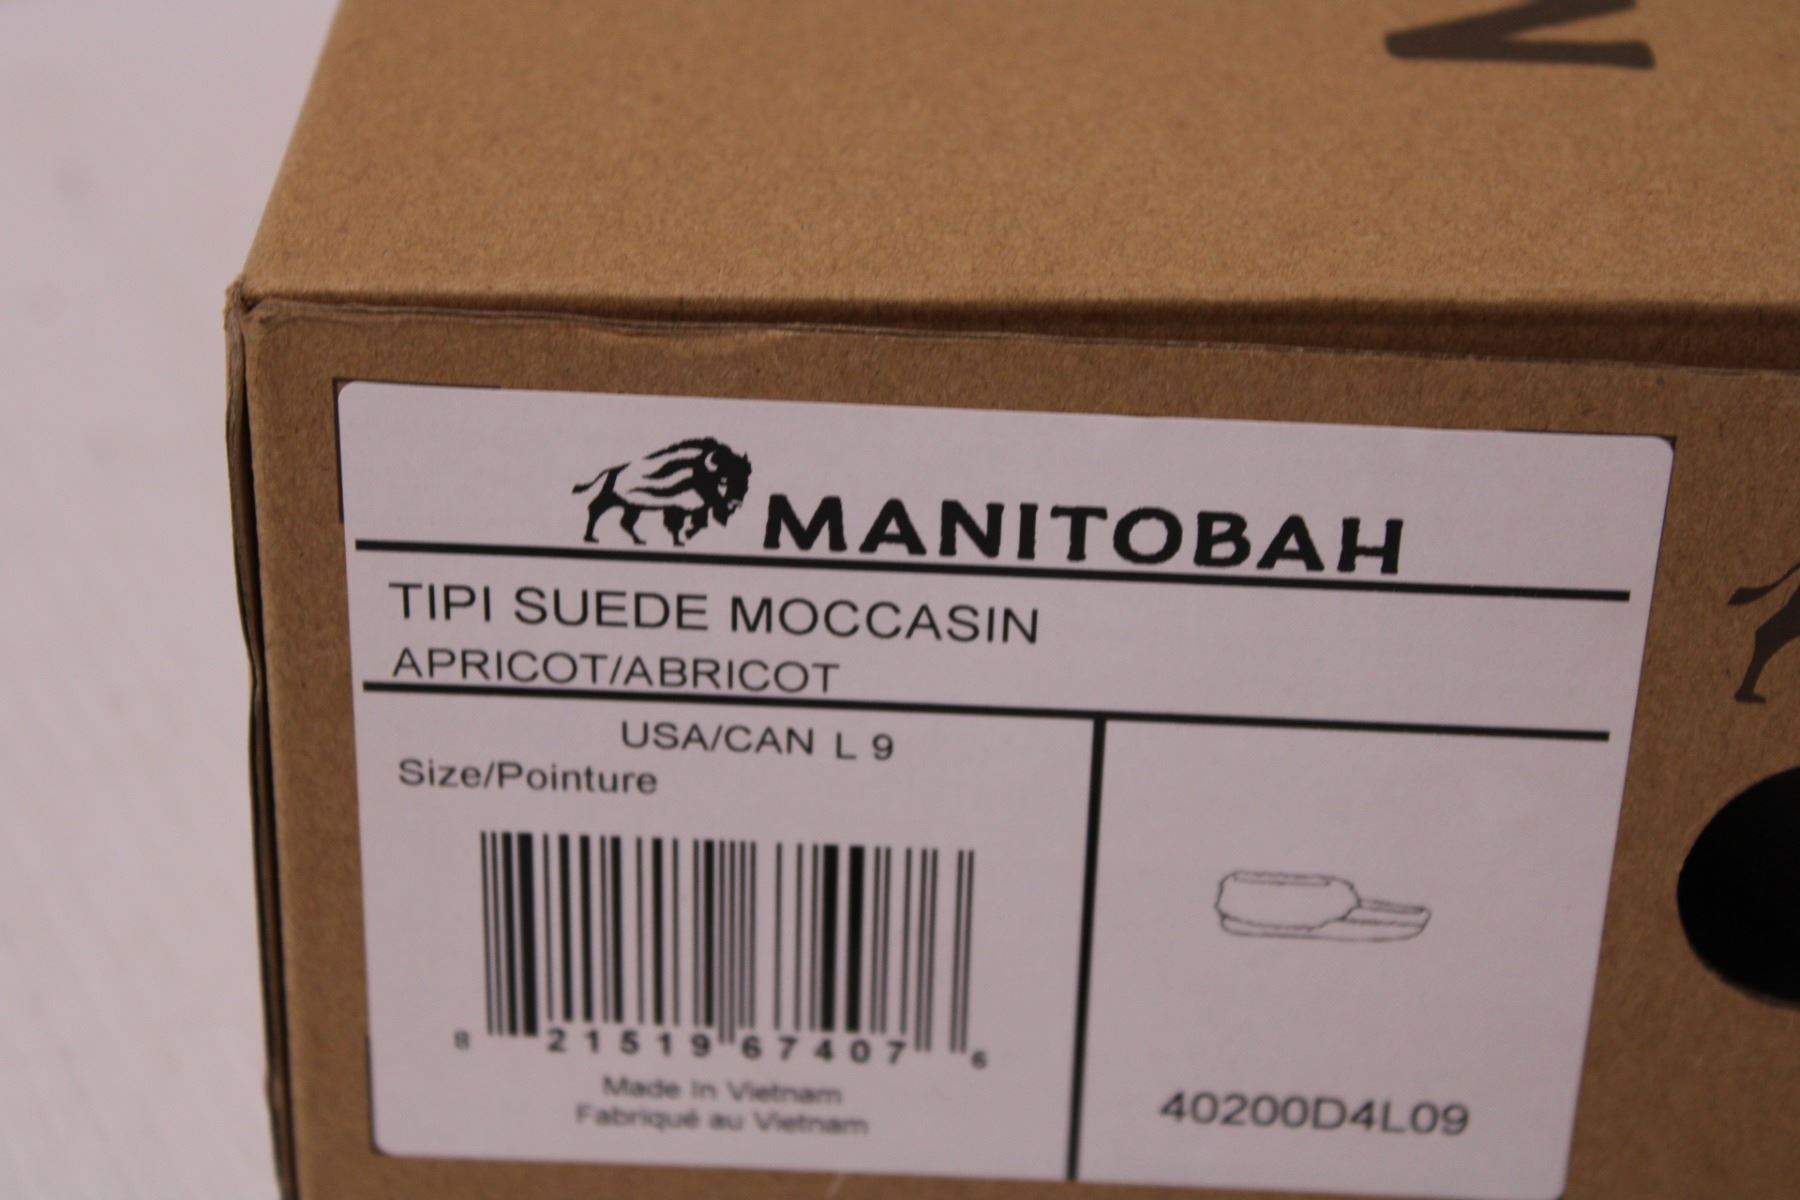 MANITOBAH
TIPI SUEDE MOCCASIN
APRICOT/ABRICOT
USA/CAN L 9
Size/Pointure
8 21519 67407 6
Made In Vietnam
Fabriqué au Vietnam
40200D4L09